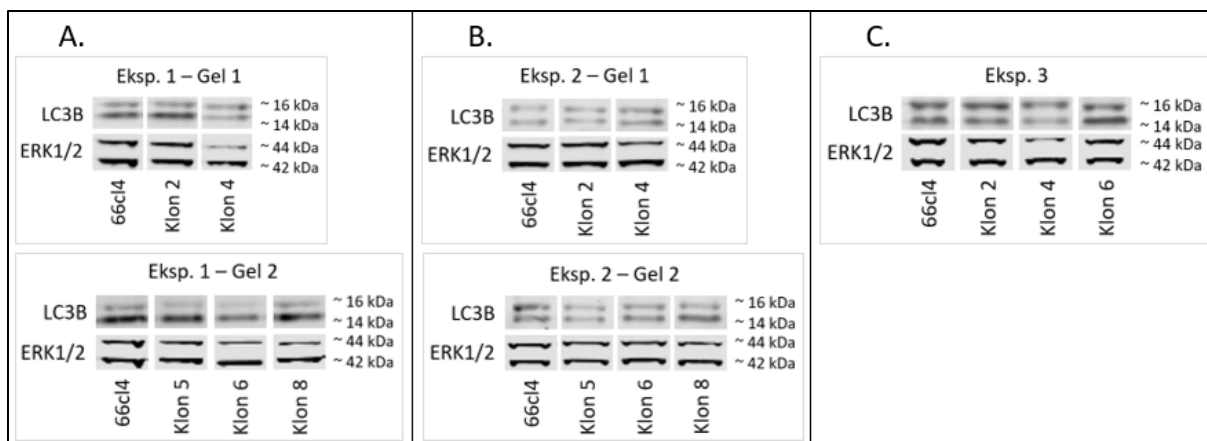 A.
Eksp. 1 – Gel 1
LC3B
~ 16 kDa
~ 14 kDa
ERK1/2
~ 44 kDa
~ 42 kDa
66cl4
Klon 2
Klon 4
Eksp. 1 – Gel 2
LC3B
~ 16 kDa
~ 14 kDa
ERK1/2
~ 44 kDa
~ 42 kDa
66cl4
Klon 5
Klon 6
Klon 8
B.
Eksp. 2 – Gel 1
LC3B
~ 16 kDa
~ 14 kDa
ERK1/2
~ 44 kDa
~ 42 kDa
66cl4
Klon 2
Klon 4
Eksp. 2 – Gel 2
LC3B
~ 16 kDa
~ 14 kDa
ERK1/2
~ 44 kDa
~ 42 kDa
66cl4
Klon 5
Klon 6
Klon 8
C.
Eksp. 3
LC3B
~ 16 kDa
~ 14 kDa
ERK1/2
~ 44 kDa
~ 42 kDa
66cl4
Klon 2
Klon 4
Klon 6